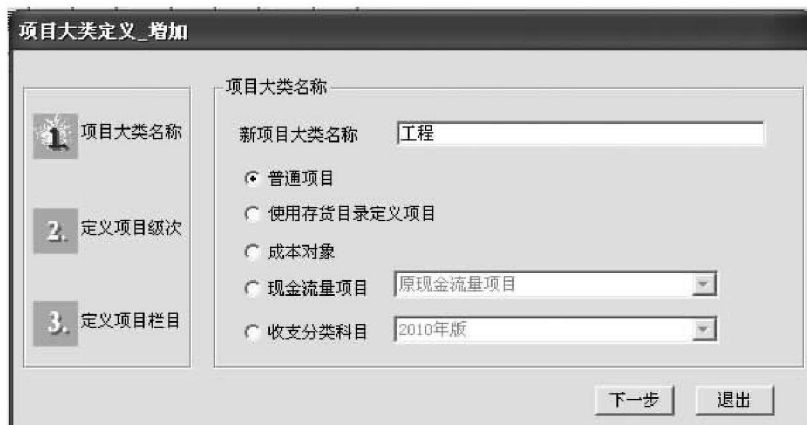 项目大类定义_增加
1. 项目大类名称
2. 定义项目级次
3. 定义项目栏目
项目大类名称
新项目大类名称 工程
普通项目
使用存货目录定义项目
成本对象
现金流量项目 原现金流量项目
收支分类科目 2010年版
下一步 退出